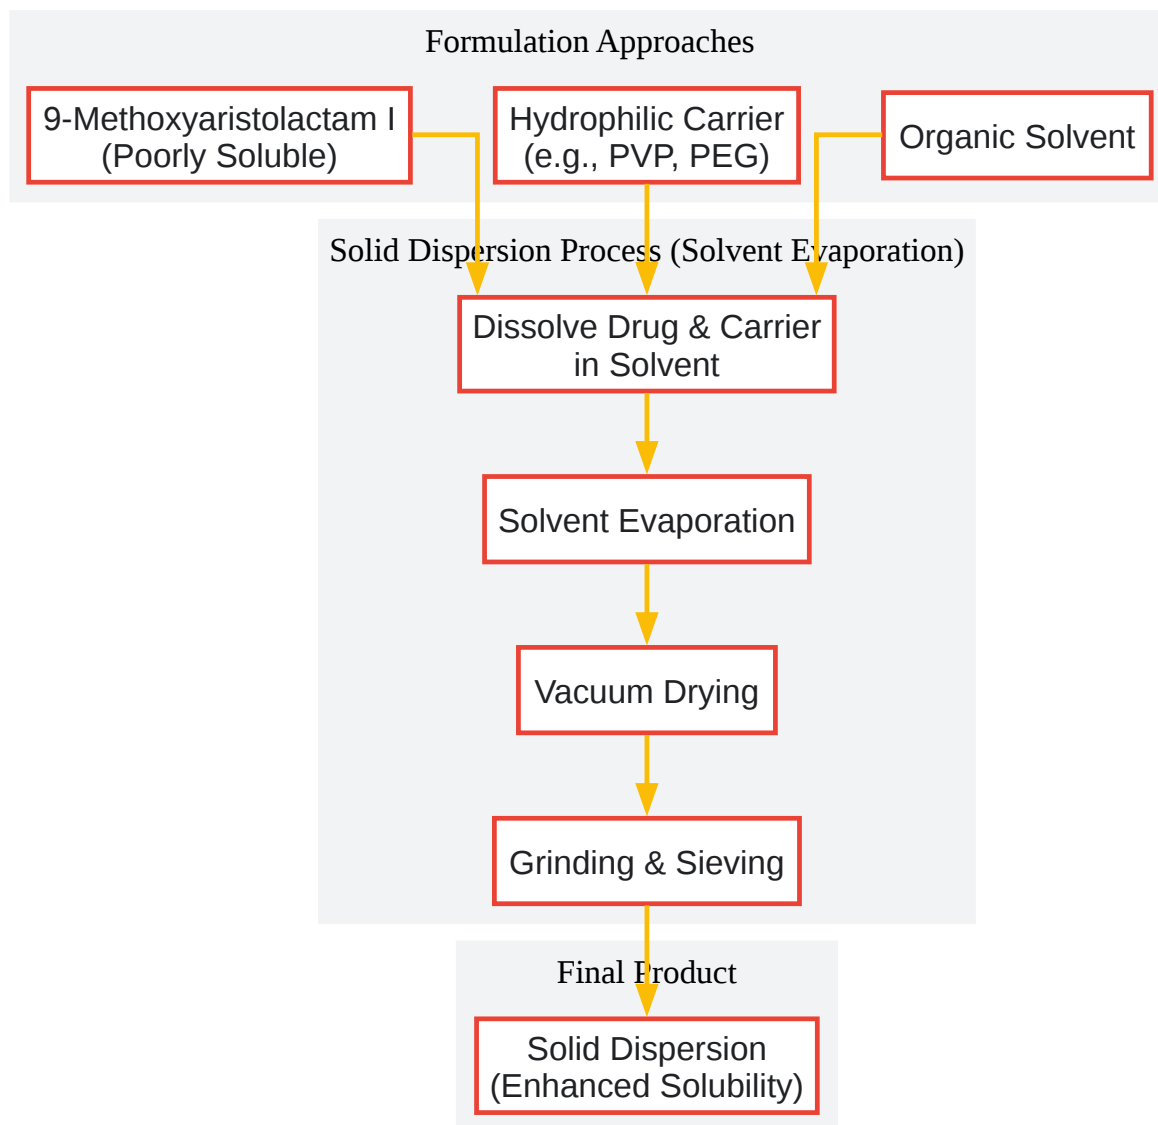 Formulation Approaches
9-Methoxyaristolactam I
(Poorly Soluble)
Hydrophilic Carrier
(e.g., PVP, PEG)
Organic Solvent
Solid Dispersion Process (Solvent Evaporation)
Dissolve Drug & Carrier
in Solvent
Solvent Evaporation
Vacuum Drying
Grinding & Sieving
Final Product
Solid Dispersion
(Enhanced Solubility)